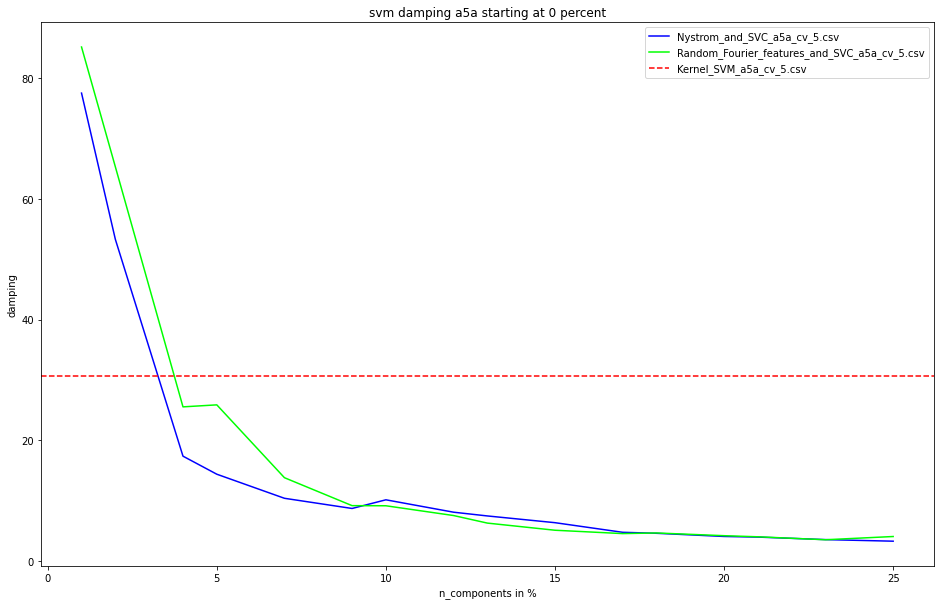 svm damping a5a starting at 0 percent
Nystrom_and_SVC_a5a_cv_5.csv
Random_Fourier_features_and_SVC_a5a_cv_5.csv
Kernel_SVM_a5a_cv_5.csv
80
60
40
20
0
damping
0 5 10 15 20 25
n_components in %